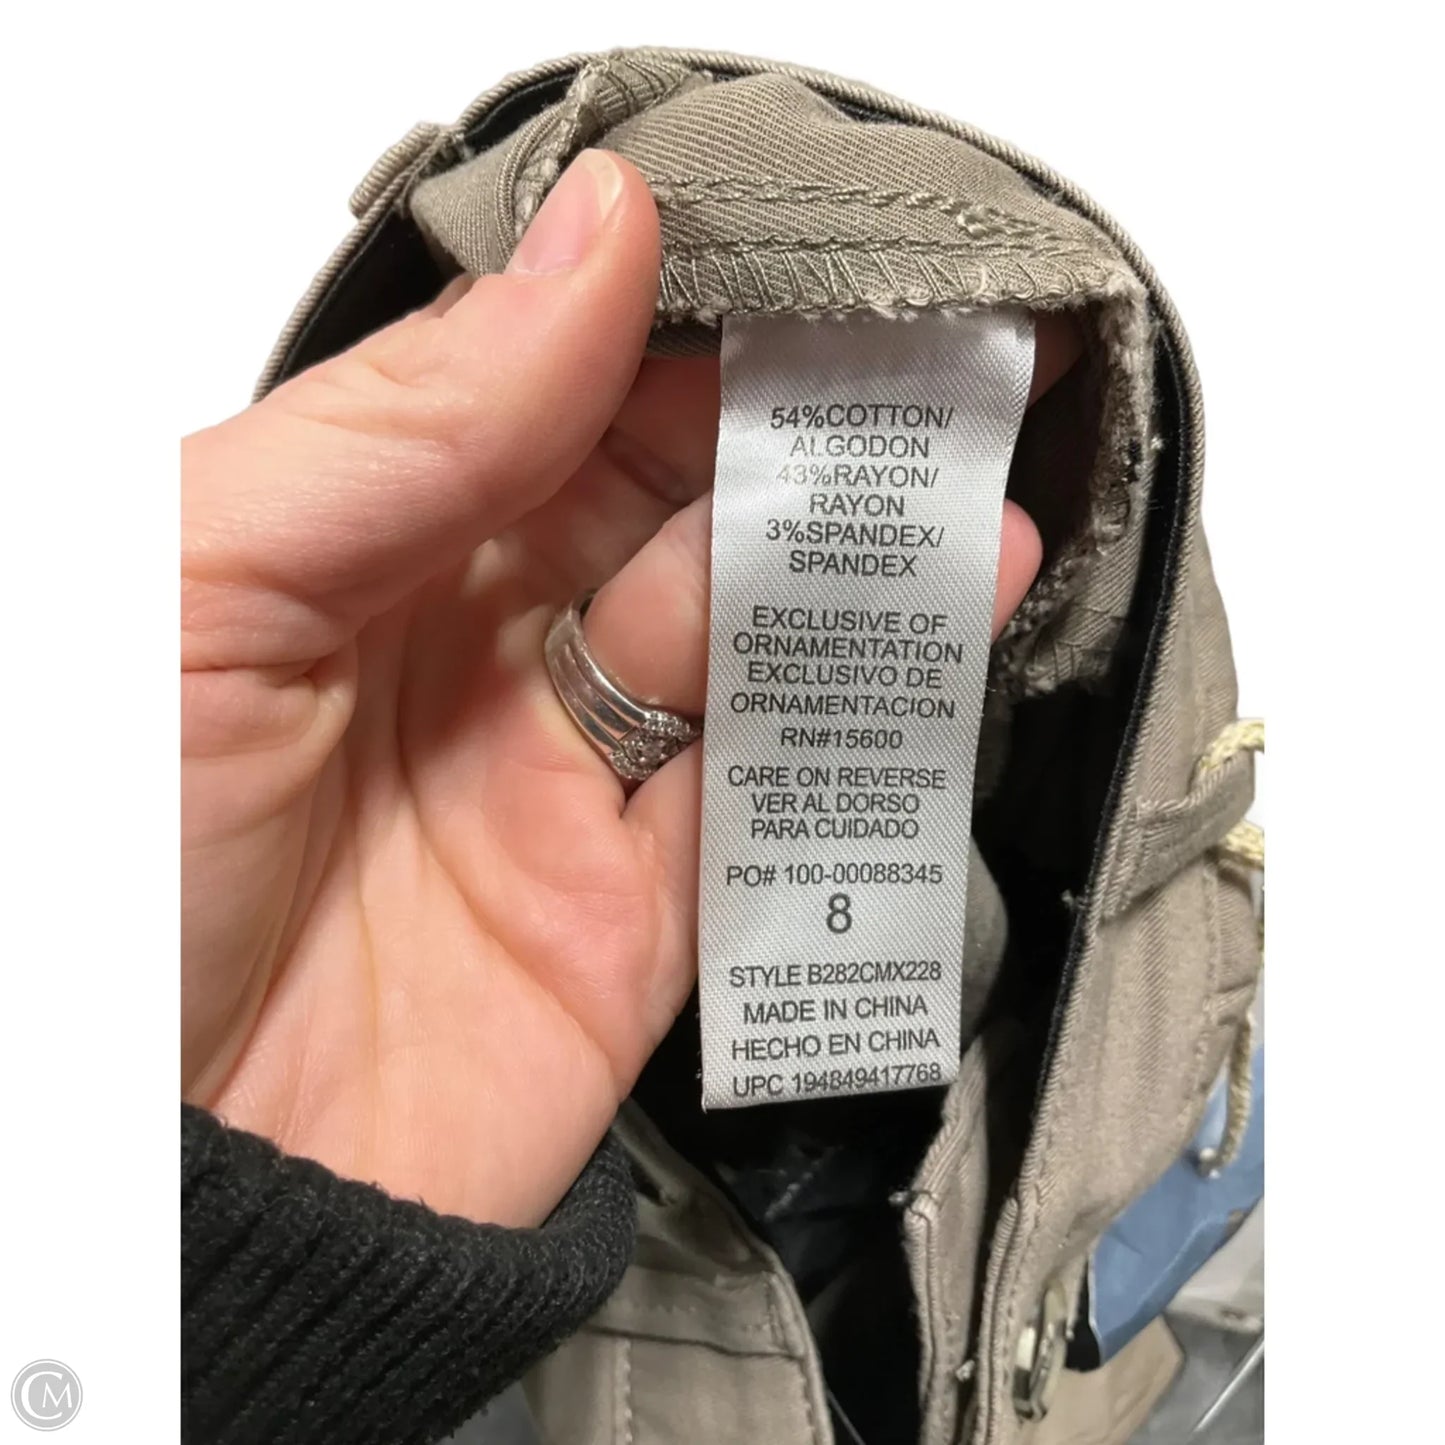 54%COTTON/
ALGODON
43%RAYON/
RAYON
3%SPANDEX/
SPANDEX
EXCLUSIVE OF
ORNAMENTATION
EXCLUSIVO DE
ORNAMENTACION
RN#15600
CARE ON REVERSE
VER AL DORSO
PARA CUIDADO
PO# 100-00088345
8
STYLE B282CMX228
MADE IN CHINA
HECHO EN CHINA
UPC 194849417768
CM